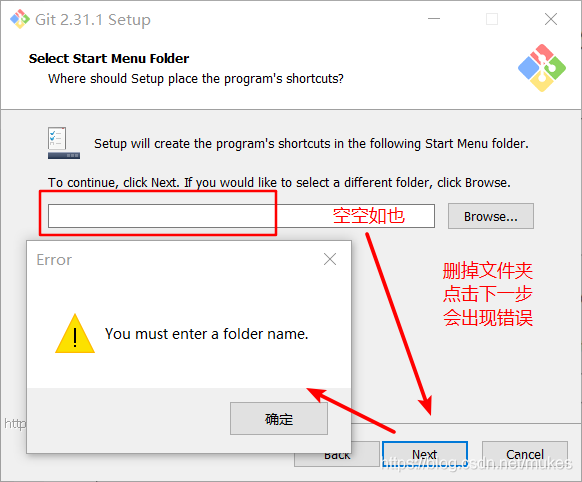 Git 2.31.1 Setup
Select Start Menu Folder
Where should Setup place the program's shortcuts?
Setup will create the program's shortcuts in the following Start Menu folder.
To continue, click Next. If you would like to select a different folder, click Browse.
空空如也
Browse...
删掉文件夹
点击下一步
会出现错误
Error
You must enter a folder name.
确定
http
Back
Next
Cancel
https://blog.csdn.net/mukes